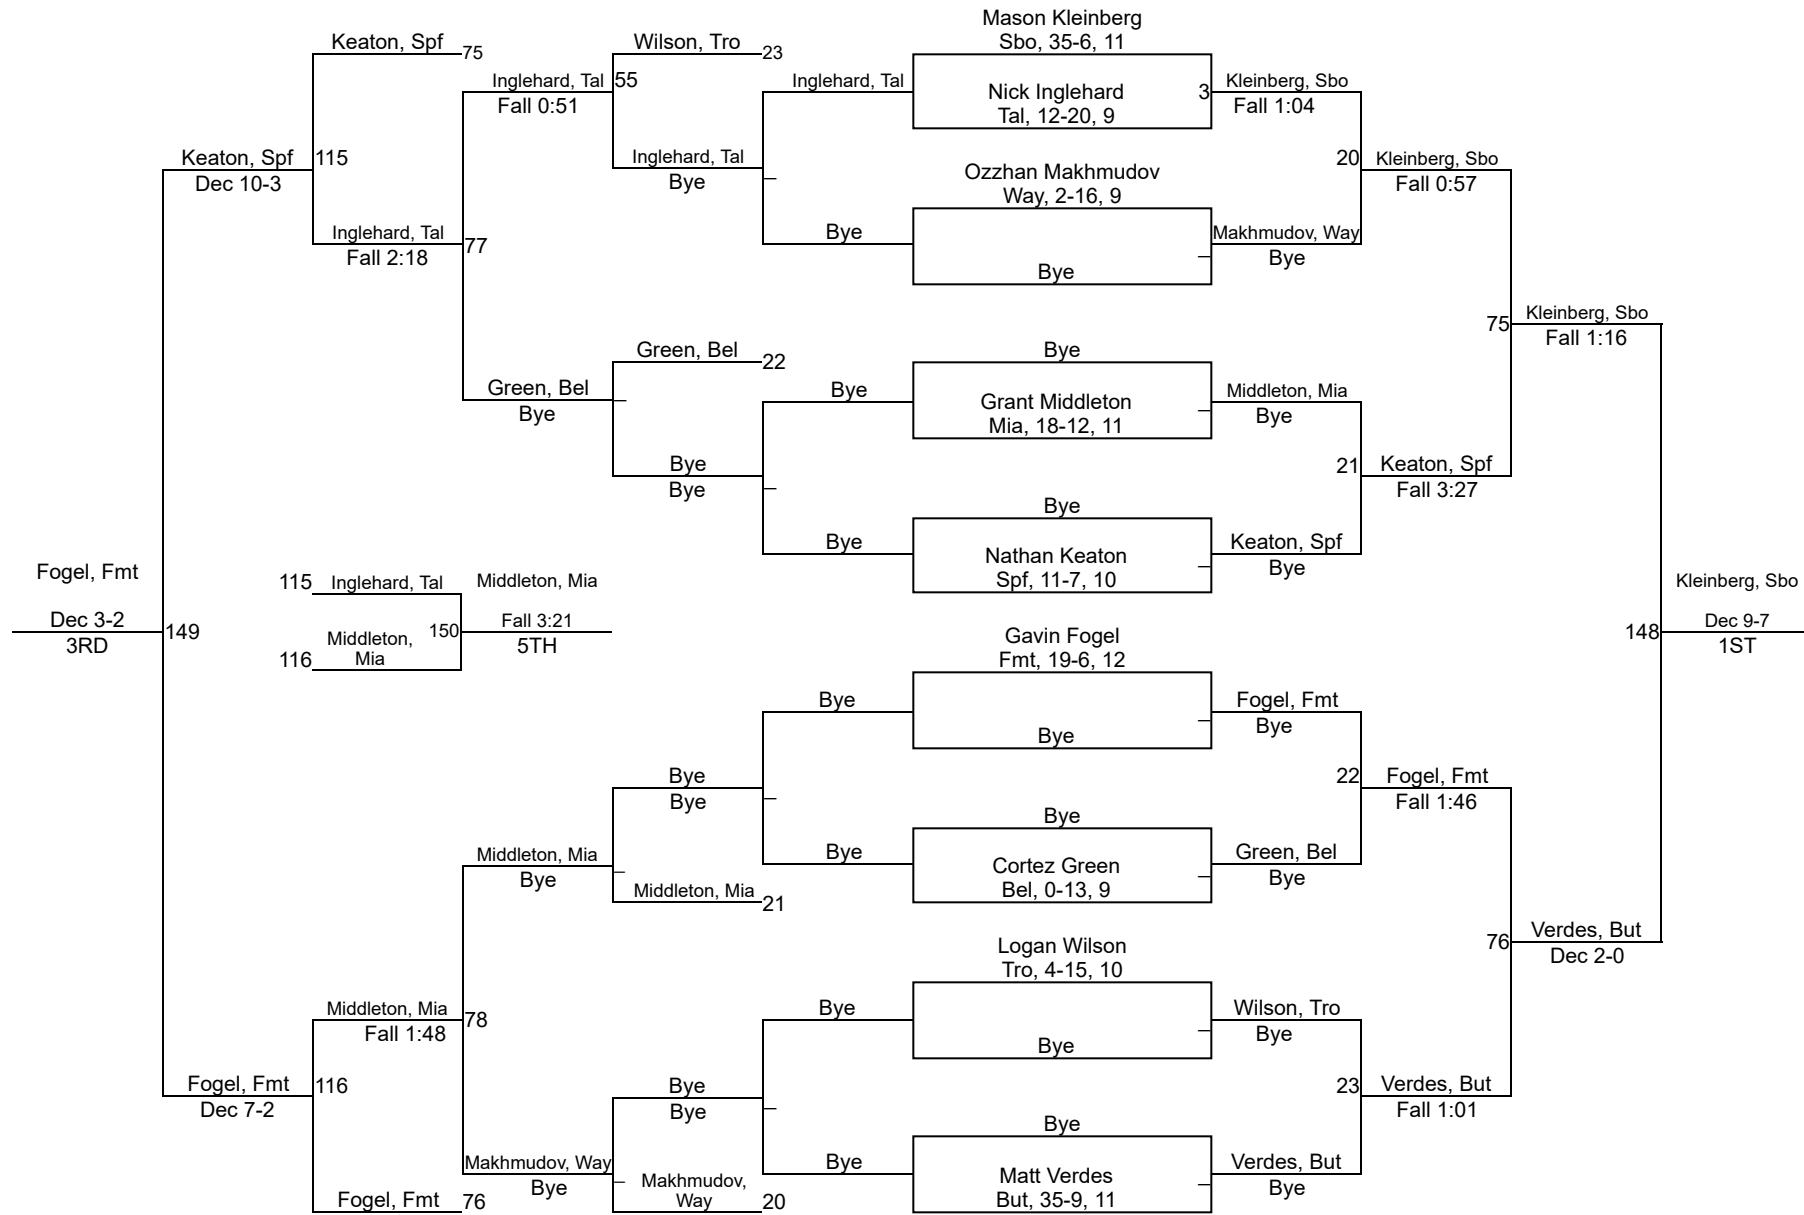 Mason Kleinberg
Sbo, 35-6, 11
Keaton, Spf
75
Wilson, Tro
23
Inglehard, Tal
55
Fall 0:51
Inglehard, Tal
Nick Inglehard
Tal, 12-20, 9
3
Kleinberg, Sbo
Fall 1:04
Keaton, Spf
115
Dec 10-3
Inglehard, Tal
Bye
Ozzhan Makhmudov
Way, 2-16, 9
20
Kleinberg, Sbo
Fall 0:57
Inglehard, Tal
77
Fall 2:18
Bye
Bye
Makhmudov, Way
Bye
75
Kleinberg, Sbo
Fall 1:16
Green, Bel
22
Bye
Green, Bel
Bye
Bye
Grant Middleton
Mia, 18-12, 11
Middleton, Mia
Bye
Bye
Bye
21
Keaton, Spf
Fall 3:27
Bye
Bye
Nathan Keaton
Spf, 11-7, 10
Keaton, Spf
Bye
Fogel, Fmt
Dec 3-2
3RD
149
115
Inglehard, Tal
116
Middleton,
Mia
150
Middleton, Mia
Fall 3:21
5TH
Kleinberg, Sbo
148
Dec 9-7
1ST
Gavin Fogel
Fmt, 19-6, 12
Bye
Bye
Fogel, Fmt
Bye
Bye
Bye
22
Fogel, Fmt
Fall 1:46
Bye
Middleton, Mia
Bye
Bye
Cortez Green
Bel, 0-13, 9
Green, Bel
Bye
Middleton, Mia
21
76
Verdes, But
Dec 2-0
Logan Wilson
Tro, 4-15, 10
Middleton, Mia
78
Fall 1:48
Bye
Bye
Wilson, Tro
Bye
Fogel, Fmt
116
Dec 7-2
Bye
Bye
23
Verdes, But
Fall 1:01
Bye
Makhmudov, Way
Bye
Bye
Matt Verdes
But, 35-9, 11
Verdes, But
Bye
Fogel, Fmt
76
Makhmudov,
Way
20